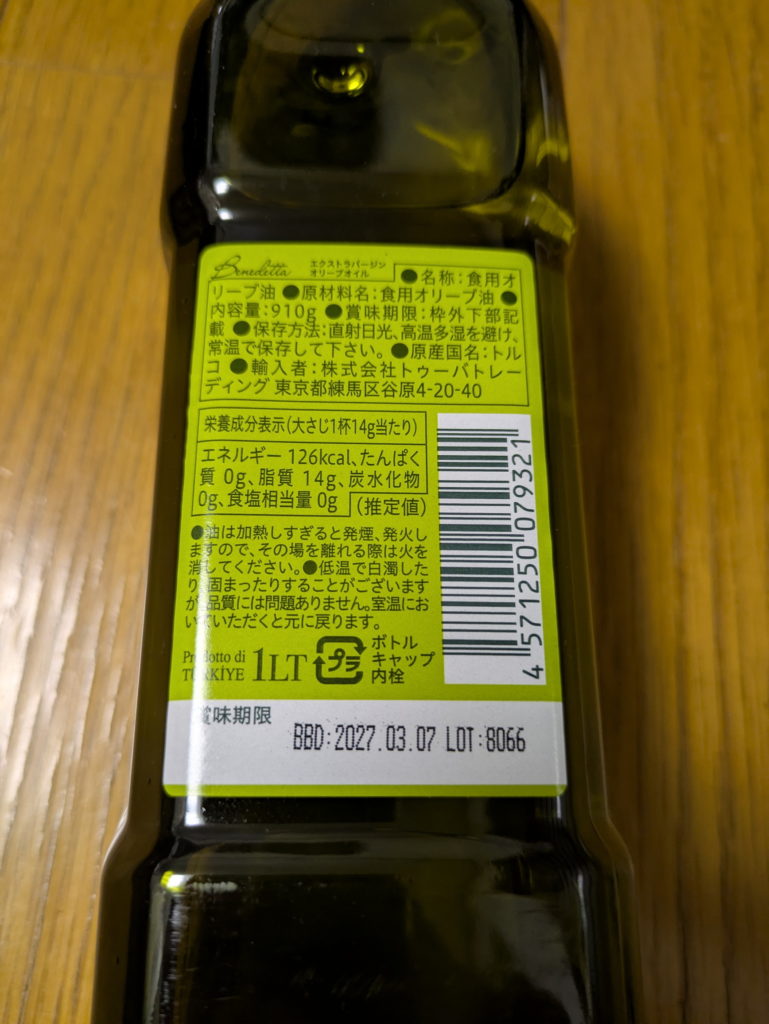 Benedetta
エクストラバージン
オリーブオイル
●名称:食用オ
リーブ油 ●原材料名:食用オリーブ油 ●
内容量:910g ●賞味期限:枠外下部記
載 ●保存方法:直射日光、高温多湿を避け、
常温で保存して下さい。 ●原産国名:トル
コ ●輸入者:株式会社トゥーバトレー
ディング 東京都練馬区谷原4-20-40
栄養成分表示(大さじ1杯14g当たり)
エネルギー 126kcal、たんぱく
質 0g、脂質 14g、炭水化物
0g、食塩相当量 0g (推定値)
●油は加熱しすぎると発煙、発火し
ますので、その場を離れる際は火を
消してください。●低温で白濁した
り、固まったりすることがございます
が、品質には問題ありません。室温にお
いていただくと元に戻ります。
Prodotto di
TÜRKİYE
1LT
プラ
ボトル
キャップ
内栓
4 571250 079321
賞味期限
BBD:2027.03.07 LOT:8066